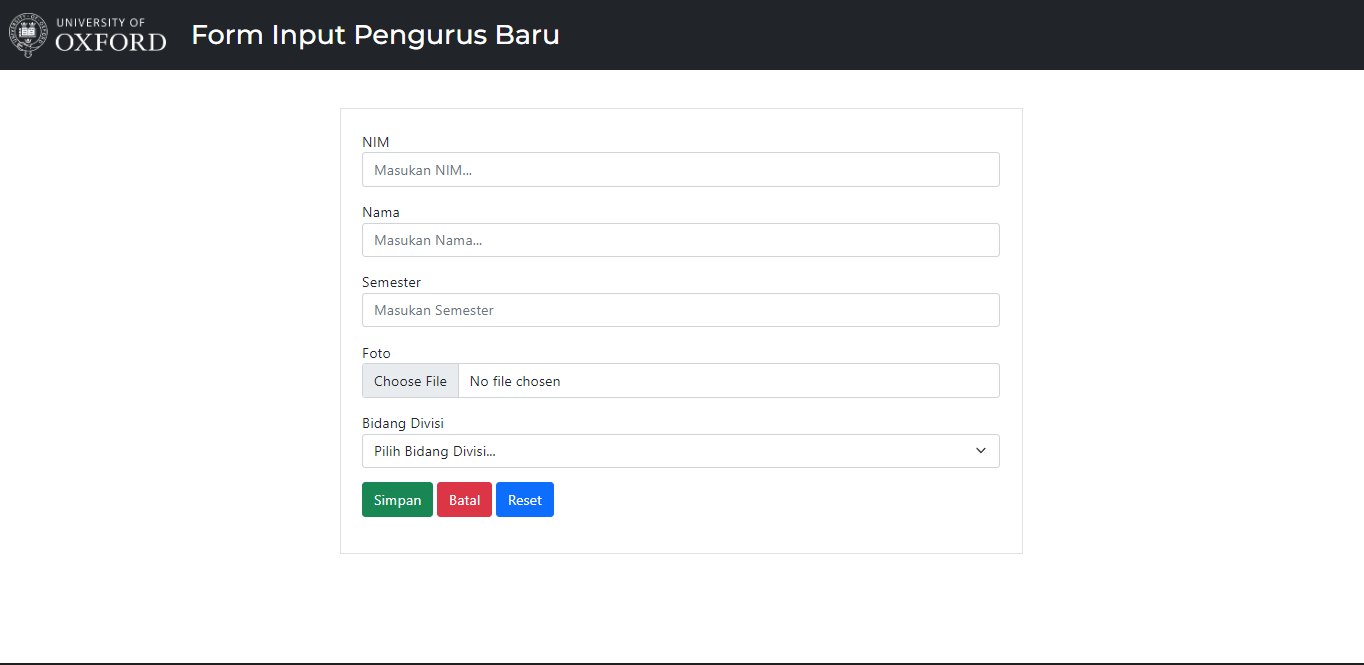 UNIVERSITY OF
OXFORD
Form Input Pengurus Baru
NIM
Masukan NIM...
Nama
Masukan Nama...
Semester
Masukan Semester
Foto
Choose File No file chosen
Bidang Divisi
Pilih Bidang Divisi...
Simpan Batal Reset